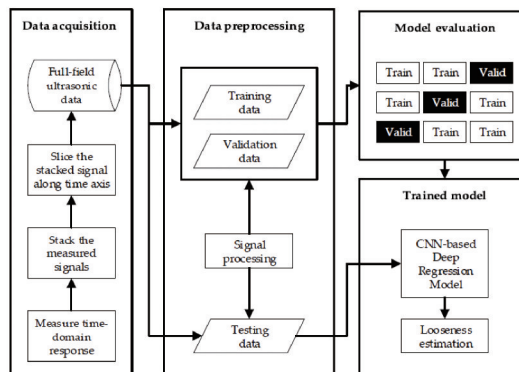 Data acquisition
Full-field
ultrasonic
data
Slice the
stacked signal
along time axis
Stack the
measured
signals
Measure time-
domain
response
Data preprocessing
Training
data
Validation
data
Signal
processing
Testing
data
Model evaluation
Train Train Valid
Train Valid Train
Valid Train Train
Trained model
CNN-based
Deep
Regression
Model
Looseness
estimation